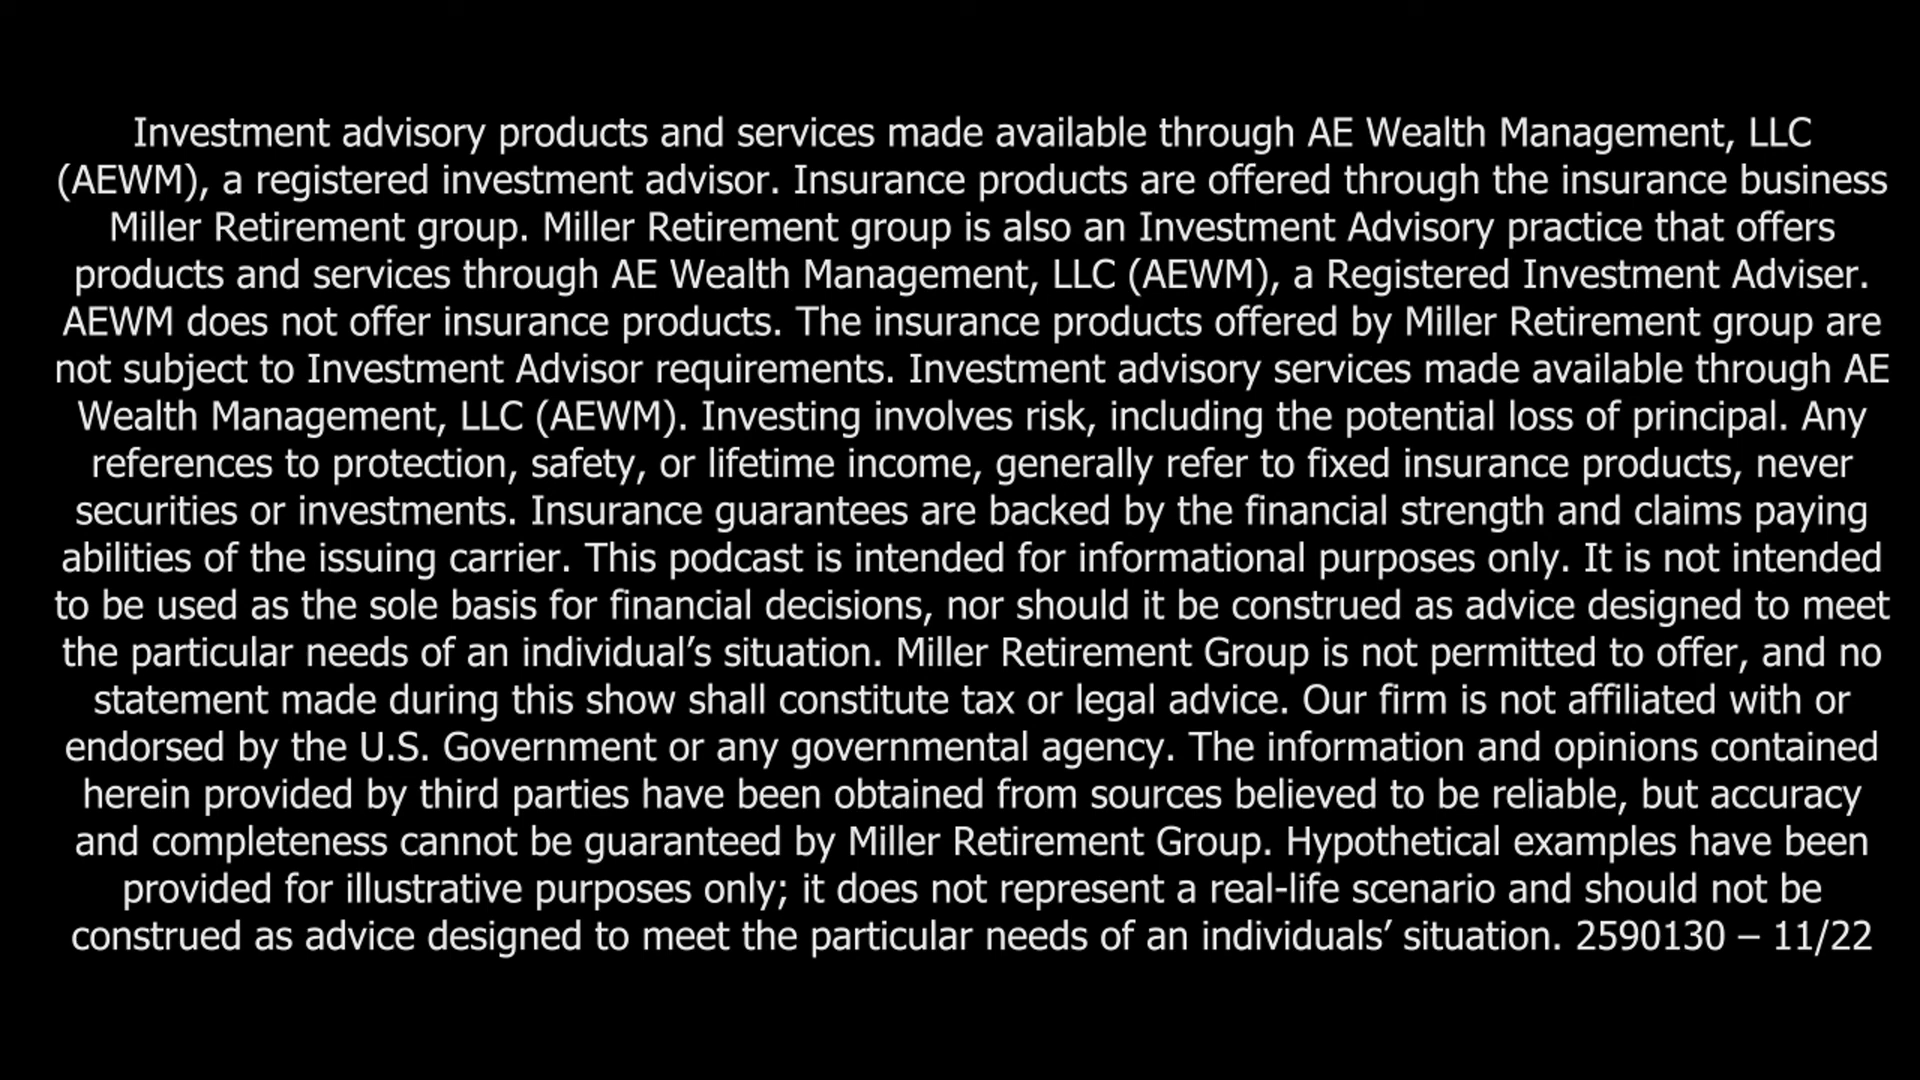 Investment advisory products and services made available through AE Wealth Management, LLC
(AEWM), a registered investment advisor. Insurance products are offered through the insurance business
Miller Retirement group. Miller Retirement group is also an Investment Advisory practice that offers
products and services through AE Wealth Management, LLC (AEWM), a Registered Investment Adviser.
AEWM does not offer insurance products. The insurance products offered by Miller Retirement group are
not subject to Investment Advisor requirements. Investment advisory services made available through AE
Wealth Management, LLC (AEWM). Investing involves risk, including the potential loss of principal. Any
references to protection, safety, or lifetime income, generally refer to fixed insurance products, never
securities or investments. Insurance guarantees are backed by the financial strength and claims paying
abilities of the issuing carrier. This podcast is intended for informational purposes only. It is not intended
to be used as the sole basis for financial decisions, nor should it be construed as advice designed to meet
the particular needs of an individual’s situation. Miller Retirement Group is not permitted to offer, and no
statement made during this show shall constitute tax or legal advice. Our firm is not affiliated with or
endorsed by the U.S. Government or any governmental agency. The information and opinions contained
herein provided by third parties have been obtained from sources believed to be reliable, but accuracy
and completeness cannot be guaranteed by Miller Retirement Group. Hypothetical examples have been
provided for illustrative purposes only; it does not represent a real-life scenario and should not be
construed as advice designed to meet the particular needs of an individuals’ situation. 2590130 – 11/22